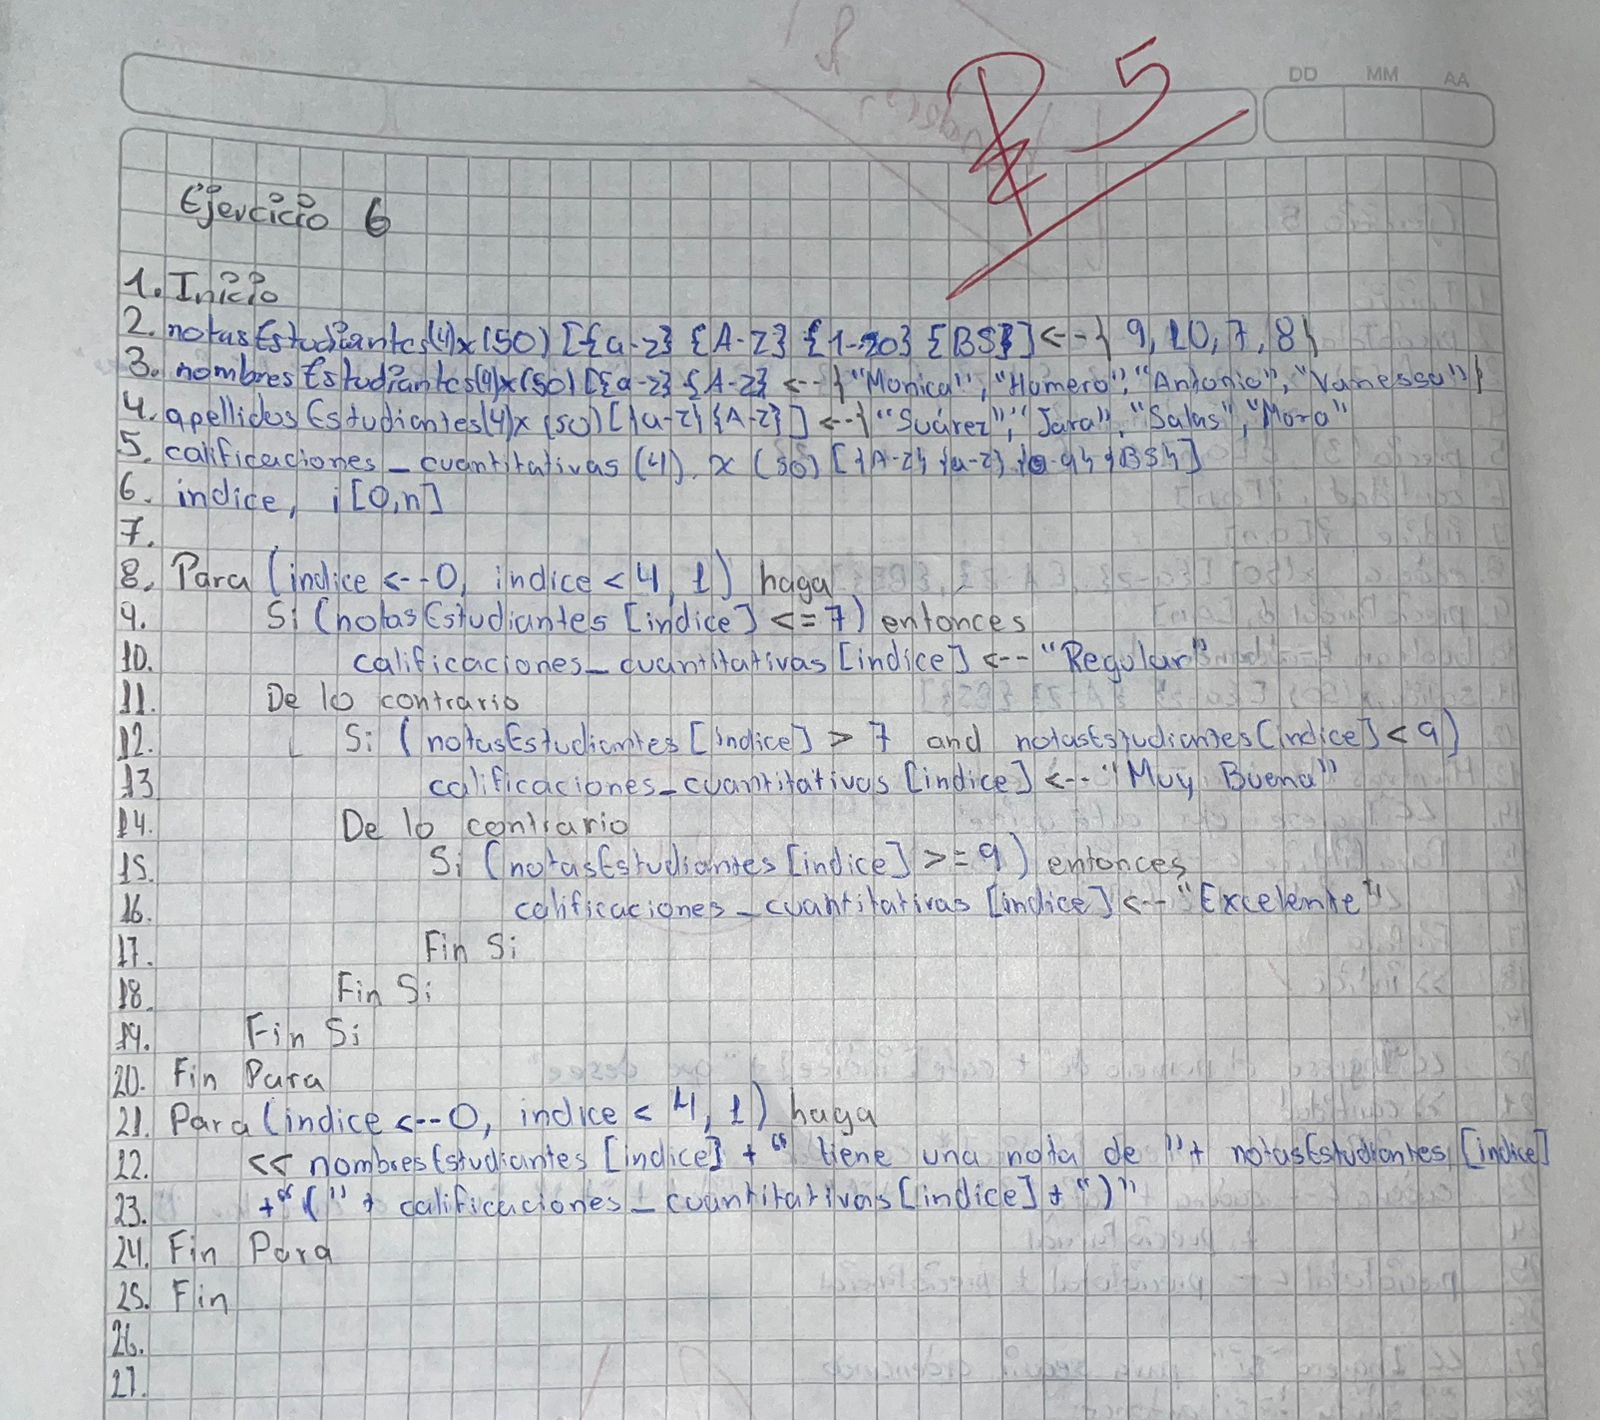 DD MM AA
5
Ejercicio 6
1. Inicio
2. notasEstudiantes(4)x(50) [{a-z} {A-Z} {1-20} {BS}] <-- { 9, 10, 7, 8 }
3. nombresEstudiantes(4)x(50) [{a-z} {A-Z} <-- {"Monica", "Homero", "Antonio", "Vanessa"}
4. apellidosEstudiantes(4)x(50) [{a-z} {A-Z}] <-- { "Suárez", "Jara", "Salas", "Mora"
5. calificaciones_cuantitativas (4) x (50) [{A-Z} {a-z} {0-9} {BS}]
6. indice, i [0,n]
7.
8. Para (indice <-- 0, indice < 4, 1) haga
9. Si (notasEstudiantes [indice] <= 7) entonces
10. calificaciones_cuantitativas [indice] <-- "Regular"
11. De lo contrario
12. Si (notasEstudiantes [indice] > 7 and notasEstudiantes [indice] < 9)
13 calificaciones_cuantitativas [indice] <-- "Muy Buena"
14. De lo contrario
15. Si (notasEstudiantes [indice] >= 9) entonces
16. calificaciones_cuantitativas [indice] <-- "Excelente"
17. Fin Si
18. Fin Si
19. Fin Si
20. Fin Para
21. Para (indice <-- 0, indice < 4, 1) haga
22. << nombresEstudiantes [indice] + " tiene una nota de " + notasEstudiantes [indice]
23. + " (" + calificaciones_cuantitativas [indice] + ")"
24. Fin Para
25. Fin
26.
27.